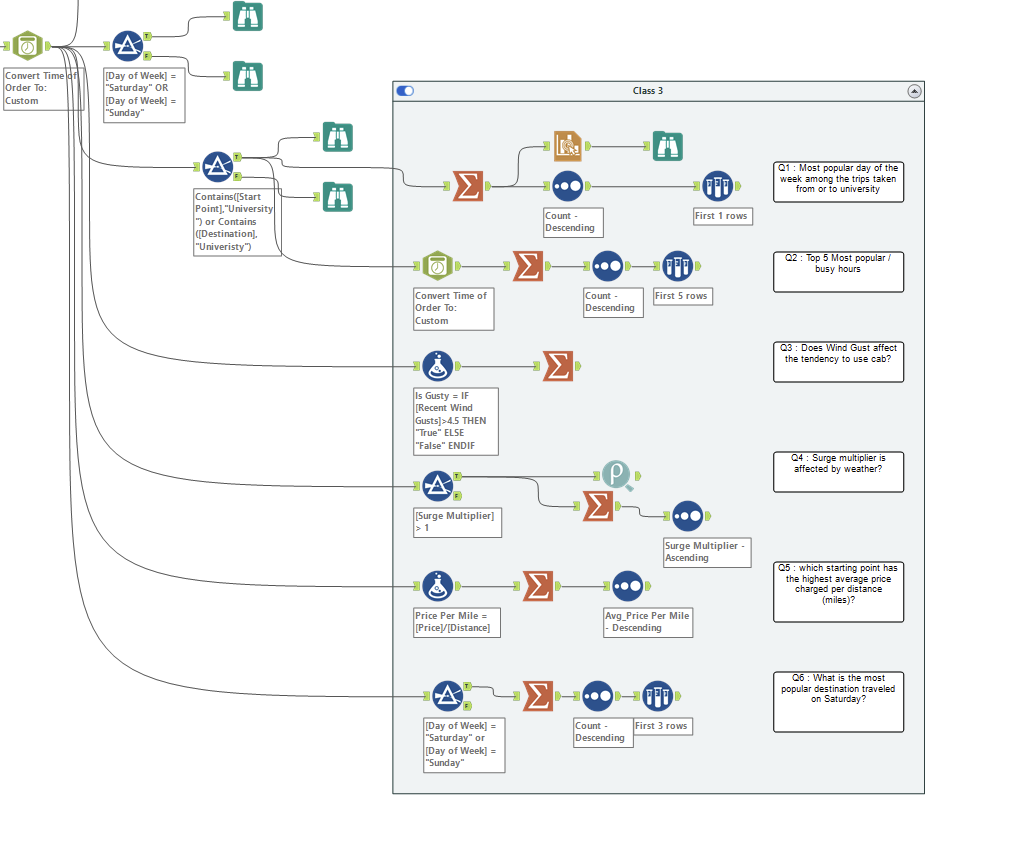 Convert Time of
Order To:
Custom
T
F
[Day of Week] =
"Saturday" OR
[Day of Week] =
"Sunday"
T
F
Contains([Start
Point],"University
") or Contains
([Destination],
"Univeristy")
Class 3
Count -
Descending
First 1 rows
Q1 : Most popular day of the
week among the trips taken
from or to university
Convert Time of
Order To:
Custom
Count -
Descending
First 5 rows
Q2 : Top 5 Most popular /
busy hours
Is Gusty = IF
[Recent Wind
Gusts]>4.5 THEN
"True" ELSE
"False" ENDIF
Q3 : Does Wind Gust affect
the tendency to use cab?
T
F
[Surge Multiplier]
> 1
ρ
Surge Multiplier -
Ascending
Q4 : Surge multiplier is
affected by weather?
Price Per Mile =
[Price]/[Distance]
Avg_Price Per Mile
- Descending
Q5 : which starting point has
the highest average price
charged per distance
(miles)?
T
F
[Day of Week] =
"Saturday" or
[Day of Week] =
"Sunday"
Count -
Descending
First 3 rows
Q6 : What is the most
popular destination traveled
on Saturday?